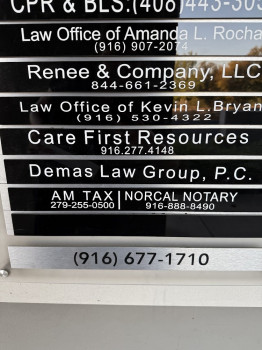 CPR & BLS:(408)443-303
Law Office of Amanda L. Rocha
(916) 907-2074
Renee & Company, LLC
844-661-2369
Law Office of Kevin L.Bryan
(916) 530-4322
Care First Resources
916.277.4148
Demas Law Group, P.C.
AM TAX | NORCAL NOTARY
279-255-0500 | 916-888-8490
(916) 677-1710